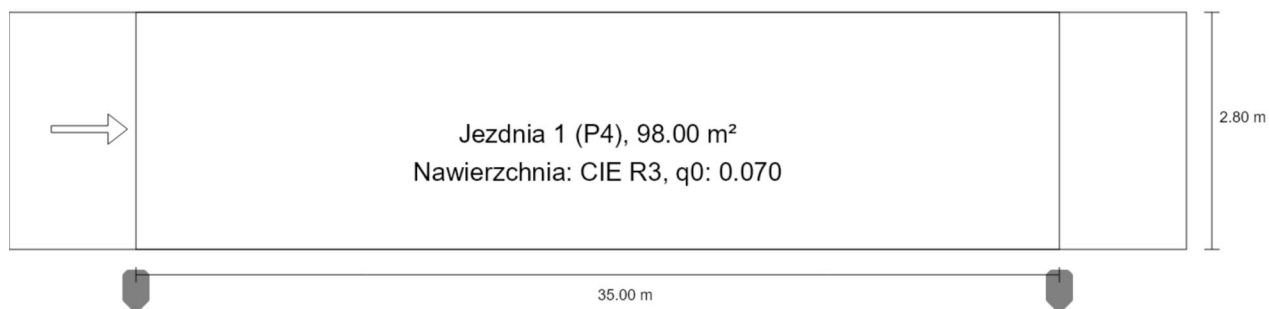 Jezdnia 1 (P4), 98.00 m²
2.80 m
Nawierzchnia: CIE R3, q0: 0.070
35.00 m